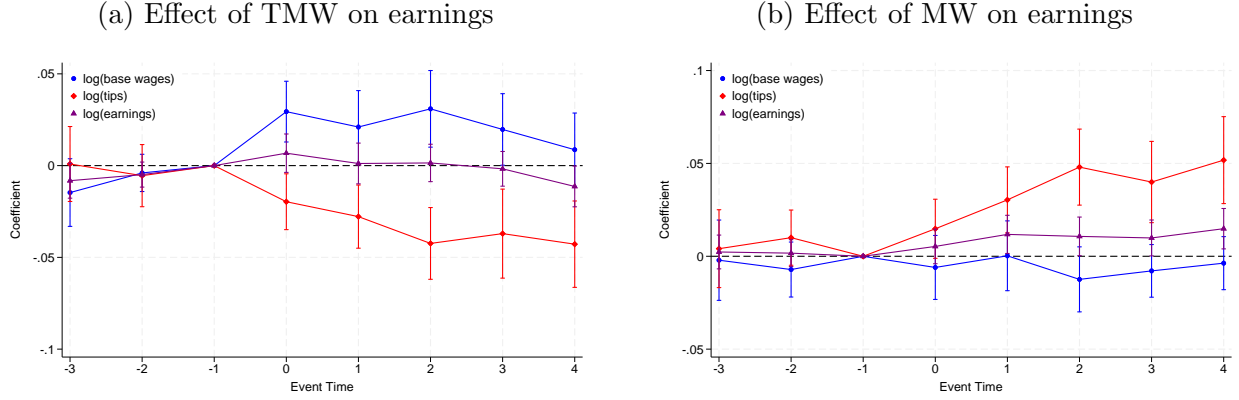 (a) Effect of TMW on earnings
.05
0
-.05
-.1
Coefficient
-3 -2 -1 0 1 2 3 4
Event Time
log(base wages)
log(tips)
log(earnings)
(b) Effect of MW on earnings
.1
.05
0
-.05
Coefficient
-3 -2 -1 0 1 2 3 4
Event Time
log(base wages)
log(tips)
log(earnings)